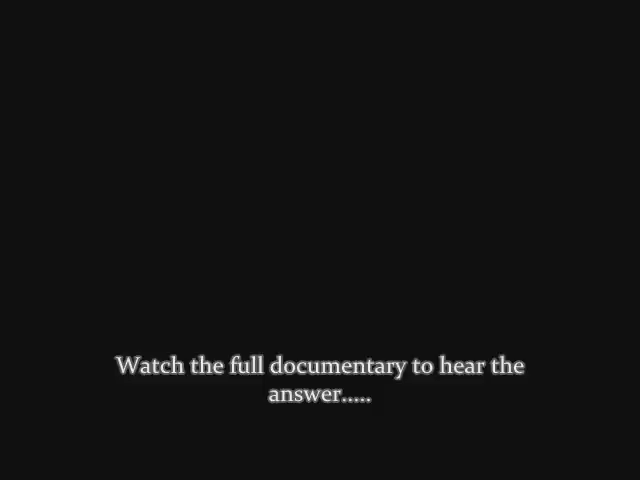 Watch the full documentary to hear the
answer.....